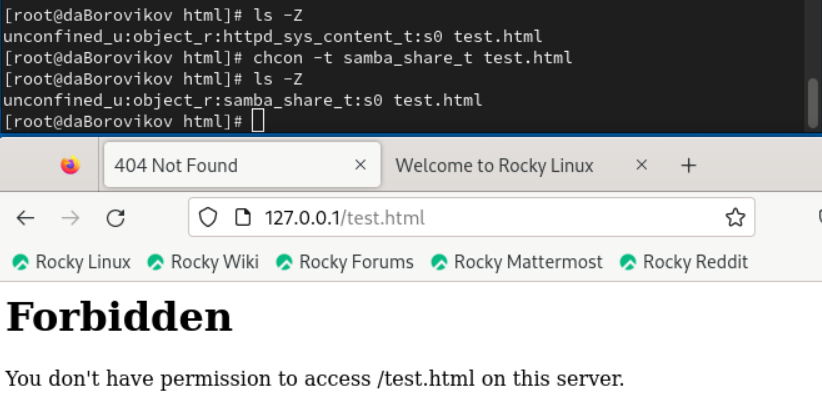 [root@daBorovikov html]# ls -Z
unconfined_u:object_r:httpd_sys_content_t:s0 test.html
[root@daBorovikov html]# chcon -t samba_share_t test.html
[root@daBorovikov html]# ls -Z
unconfined_u:object_r:samba_share_t:s0 test.html
[root@daBorovikov html]#
404 Not Found × Welcome to Rocky Linux × +
127.0.0.1/test.html
Rocky Linux Rocky Wiki Rocky Forums Rocky Mattermost Rocky Reddit
Forbidden
You don't have permission to access /test.html on this server.